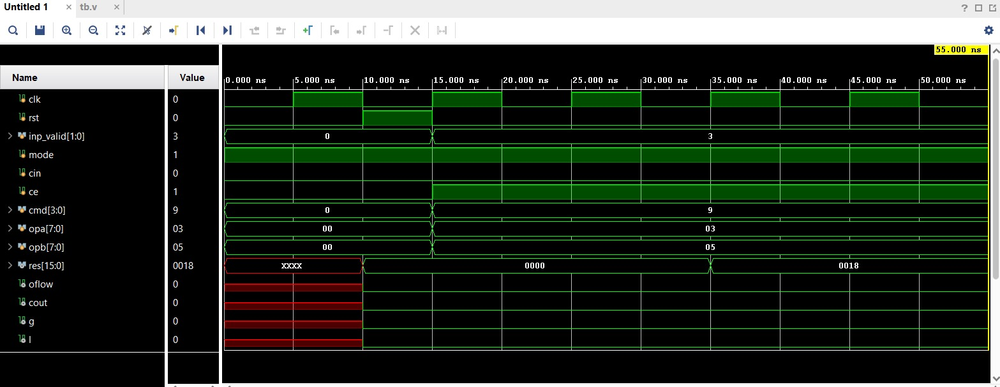 Untitled 1 × tb.v ×
55.000 ns
Name Value
0.000 ns 5.000 ns 10.000 ns 15.000 ns 20.000 ns 25.000 ns 30.000 ns 35.000 ns 40.000 ns 45.000 ns 50.000 ns
clk 0
rst 0
inp_valid[1:0] 3 0 3
mode 1
cin 0
ce 1
cmd[3:0] 9 0 9
opa[7:0] 03 00 03
opb[7:0] 05 00 05
res[15:0] 0018 XXXX 0000 0018
oflow 0
cout 0
g 0
l 0